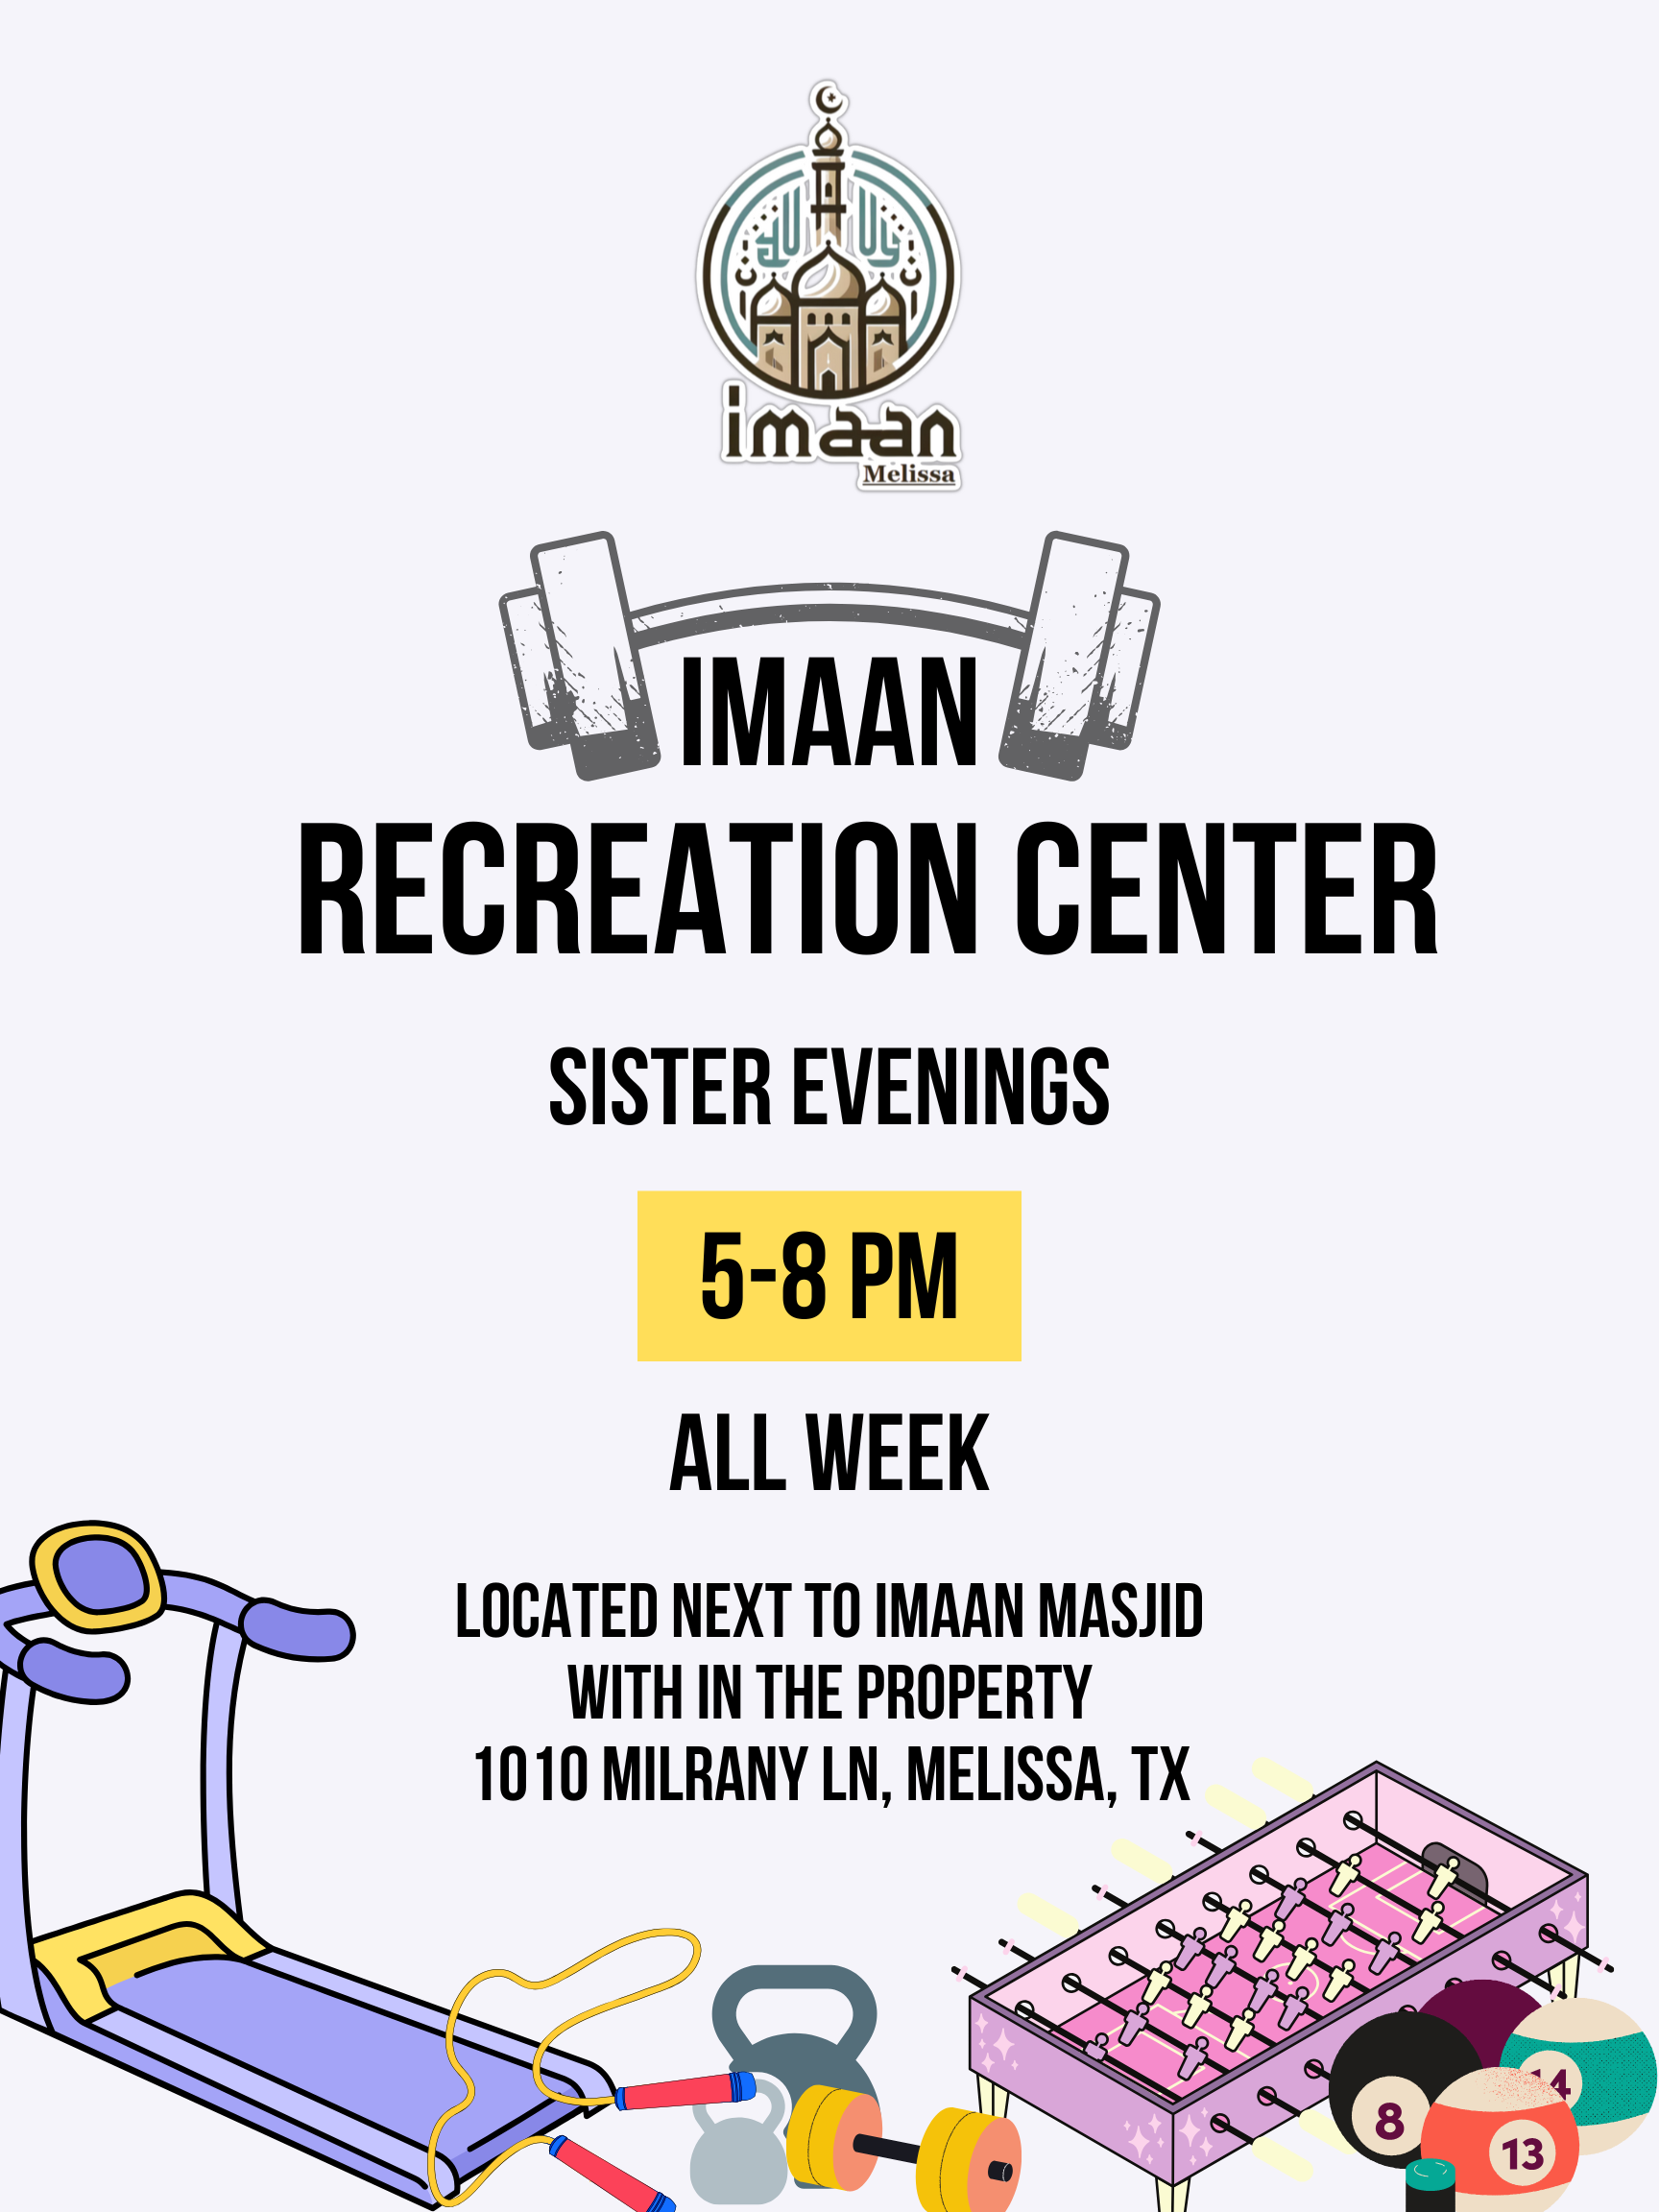 imaan
Melissa
IMAAN
RECREATION CENTER
SISTER EVENINGS
5-8 PM
ALL WEEK
LOCATED NEXT TO IMAAN MASJID
WITH IN THE PROPERTY
1010 MILRANY LN, MELISSA, TX
8
14
13